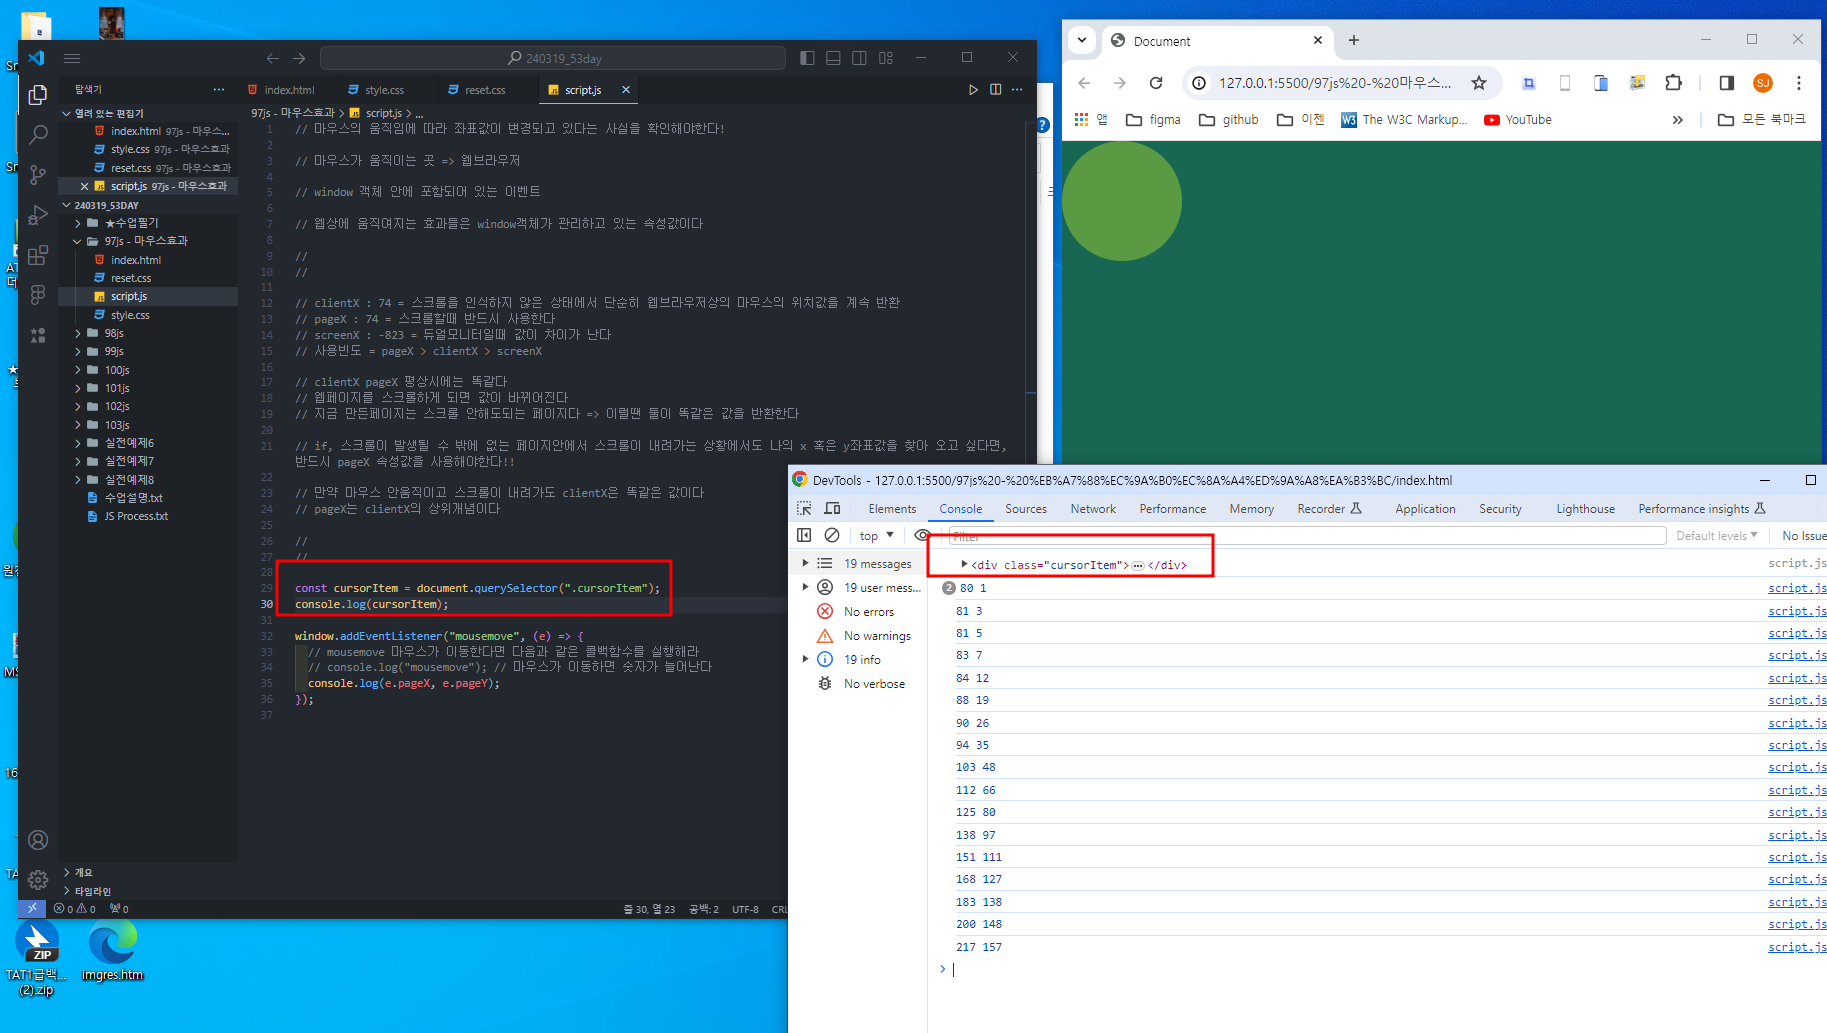 240319_53day
탐색기
열려 있는 편집기
index.html 97js - 마우스...
style.css 97js - 마우스효과
reset.css 97js - 마우스효과
script.js 97js - 마우스효과
240319_53DAY
★수업필기
97js - 마우스효과
index.html
reset.css
script.js
style.css
98js
99js
100js
101js
102js
103js
실전예제6
실전예제7
실전예제8
수업설명.txt
JS Process.txt
개요
타임라인
index.html
style.css
reset.css
script.js
97js - 마우스효과 > script.js > ...
1 // 마우스의 움직임에 따라 좌표값이 변경되고 있다는 사실을 확인해야한다!
2
3 // 마우스가 움직이는 곳 => 웹브라우저
4
5 // window 객체 안에 포함되어 있는 이벤트
6
7 // 웹상에 움직여지는 효과들은 window객체가 관리하고 있는 속성값이다
8
9 //
10 //
11
12 // clientX : 74 = 스크롤을 인식하지 않은 상태에서 단순히 웹브라우저상의 마우스의 위치값을 계속 반환
13 // pageX : 74 = 스크롤할때 반드시 사용한다
14 // screenX : -823 = 듀얼모니터일때 값이 차이가 난다
15 // 사용빈도 = pageX > clientX > screenX
16
17 // clientX pageX 평상시에는 똑같다
18 // 웹페이지를 스크롤하게 되면 값이 바뀌어진다
19 // 지금 만든페이지는 스크롤 안해도되는 페이지다 => 이럴땐 둘이 똑같은 값을 반환한다
20
21 // if, 스크롤이 발생될 수 밖에 없는 페이지안에서 스크롤이 내려가는 상황에서도 나의 x 혹은 y좌표값을 찾아 오고 싶다면,
반드시 pageX 속성값을 사용해야한다!!
22
23 // 만약 마우스 안움직이고 스크롤이 내려가도 clientX은 똑같은 값이다
24 // pageX는 clientX의 상위개념이다
25
26 //
27 //
28
29 const cursorItem = document.querySelector(".cursorItem");
30 console.log(cursorItem);
31
32 window.addEventListener("mousemove", (e) => {
33 // mousemove 마우스가 이동한다면 다음과 같은 콜백함수를 실행해라
34 // console.log("mousemove"); // 마우스가 이동하면 숫자가 늘어난다
35 console.log(e.pageX, e.pageY);
36 });
37
0 0 0
줄 30, 열 23 공백: 2 UTF-8
ZIP
TAT1급백...
(2).zip
imgres.htm
Document
127.0.0.1:5500/97js%20-%20마우스...
SJ
앱 figma github 이젠 W3 The W3C Markup... YouTube » 모든 북마크
DevTools - 127.0.0.1:5500/97js%20-%20%EB%A7%88%EC%9A%B0%EC%8A%A4%ED%9A%A8%EA%B3%BC/index.html
Elements Console Sources Network Performance Memory Recorder Application Security Lighthouse Performance insights
top Filter Default levels No Issue
19 messages
19 user mess...
No errors
No warnings
19 info
No verbose
<div class="cursorItem">…</div> script.js
2 80 1 script.js
81 3 script.js
81 5 script.js
83 7 script.js
84 12 script.js
88 19 script.js
90 26 script.js
94 35 script.js
103 48 script.js
112 66 script.js
125 80 script.js
138 97 script.js
151 111 script.js
168 127 script.js
183 138 script.js
200 148 script.js
217 157 script.js